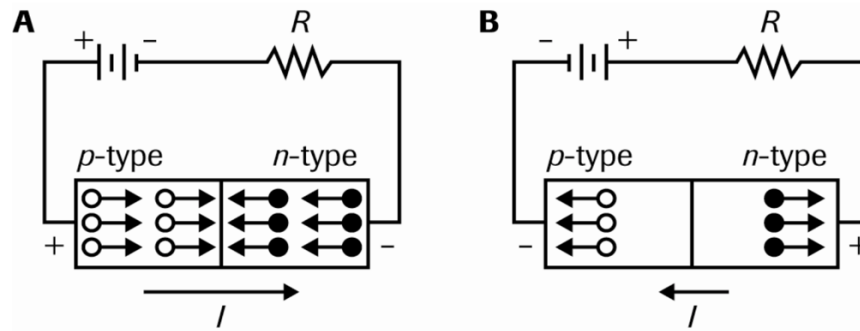 A
+ −
R
p-type n-type
+ −
I
B
− +
R
p-type n-type
− +
I